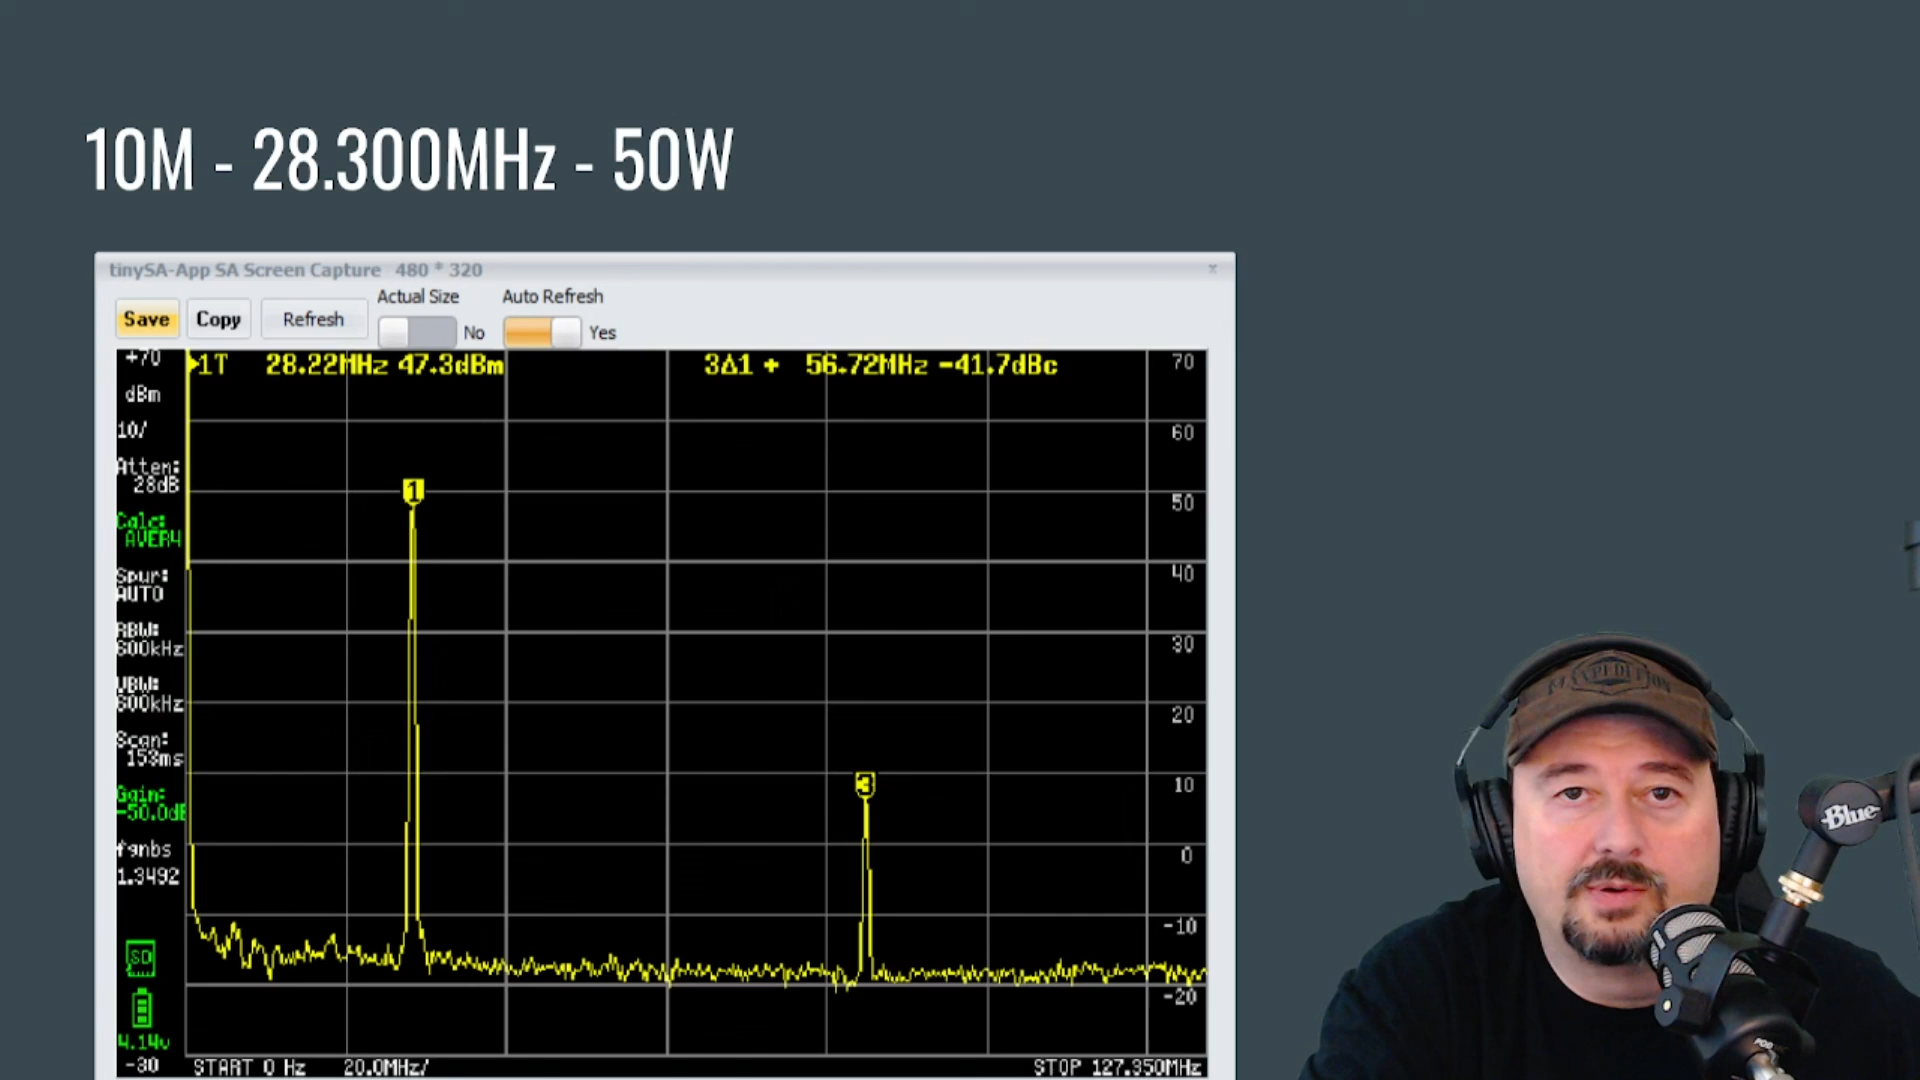 10M - 28.300MHz - 50W
tinySA-App SA Screen Capture 480 * 320
Save Copy Refresh Actual Size No Auto Refresh Yes
+70
dBm
10/
Atten:
28dB
Calc:
AVER4
Spur:
AUTO
RBW:
600kHz
VBW:
600kHz
Scan:
153ms
Gain:
-50.0dB
fgnbs
1.3492
SD
4.14v
-30
1T 28.22MHz 47.3dBm 3Δ1 + 56.72MHz -41.7dBc
1
3
70
60
50
40
30
20
10
0
-10
-20
START 0 Hz 20.0MHz/ STOP 127.350MHz
EXPEDITION
Blue